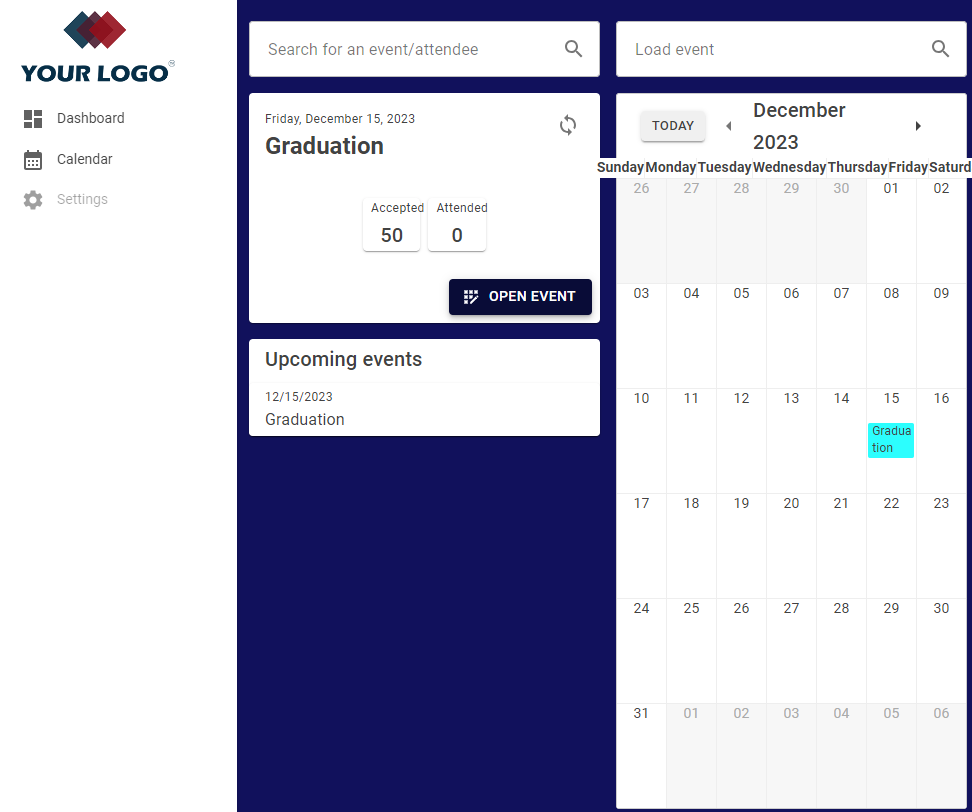 YOUR LOGO®
Dashboard
Calendar
Settings
Search for an event/attendee
Friday, December 15, 2023
Graduation
Accepted Attended
50 0
OPEN EVENT
Upcoming events
12/15/2023
Graduation
Load event
TODAY
December
2023
Sunday Monday Tuesday Wednesday Thursday Friday Saturd
26 27 28 29 30 01 02
03 04 05 06 07 08 09
10 11 12 13 14 15 16
Gradua
tion
17 18 19 20 21 22 23
24 25 26 27 28 29 30
31 01 02 03 04 05 06